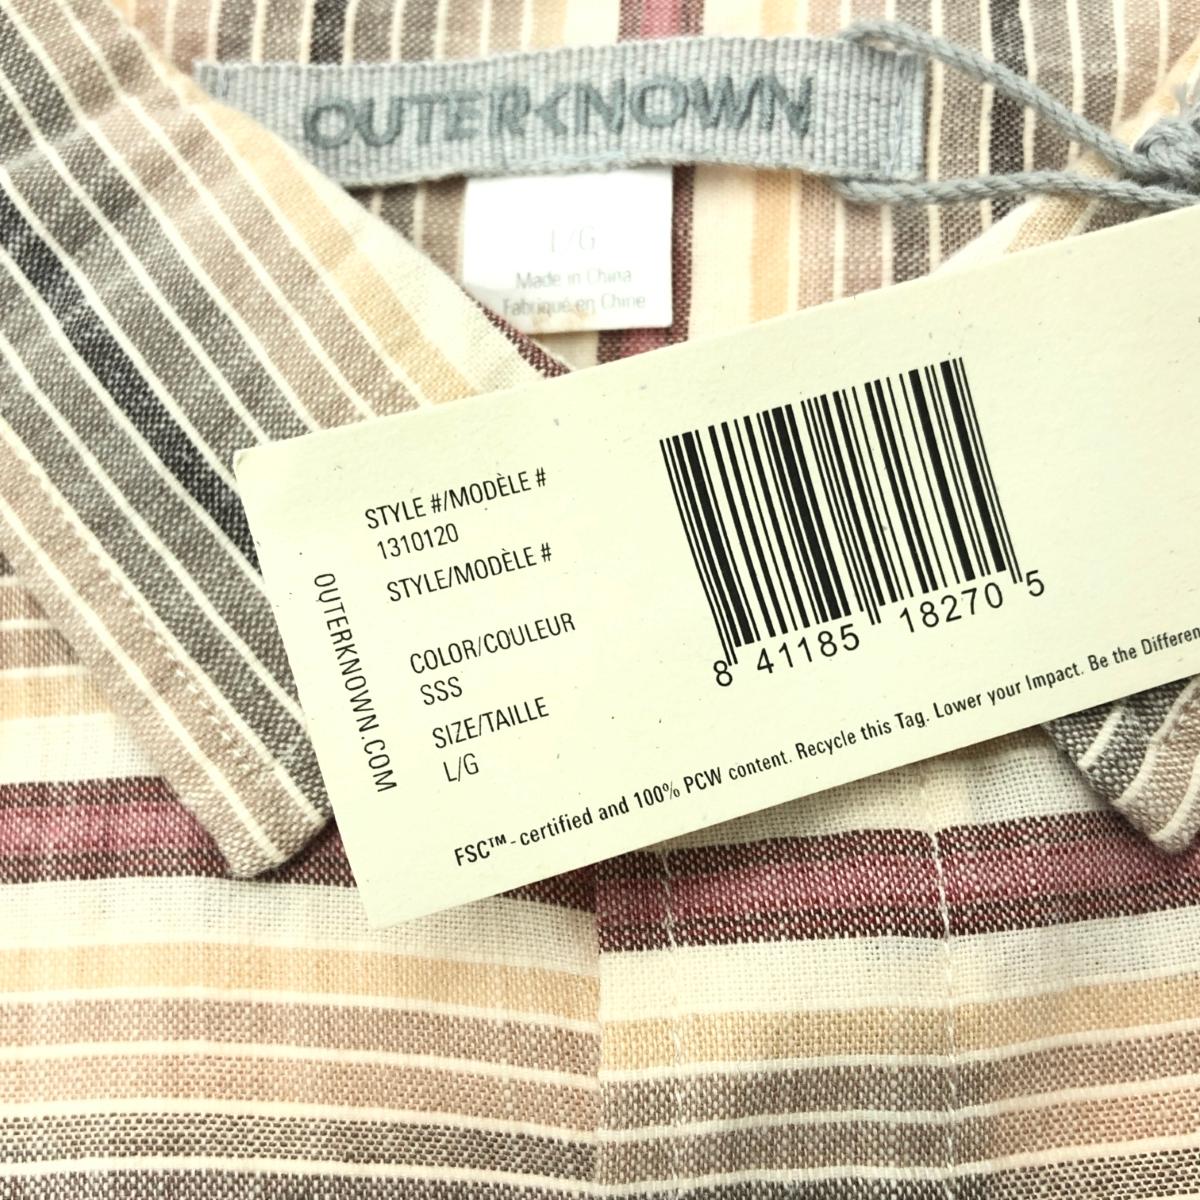 OUTERKNOWN
L/G
Made in China
Fabriqué en Chine
STYLE #/MODÈLE #
1310120
STYLE/MODÈLE #
COLOR/COULEUR
SSS
SIZE/TAILLE
L/G
OUTERKNOWN.COM
8 41185 18270 5
FSC™- certified and 100% PCW content. Recycle this Tag. Lower your Impact. Be the Differen